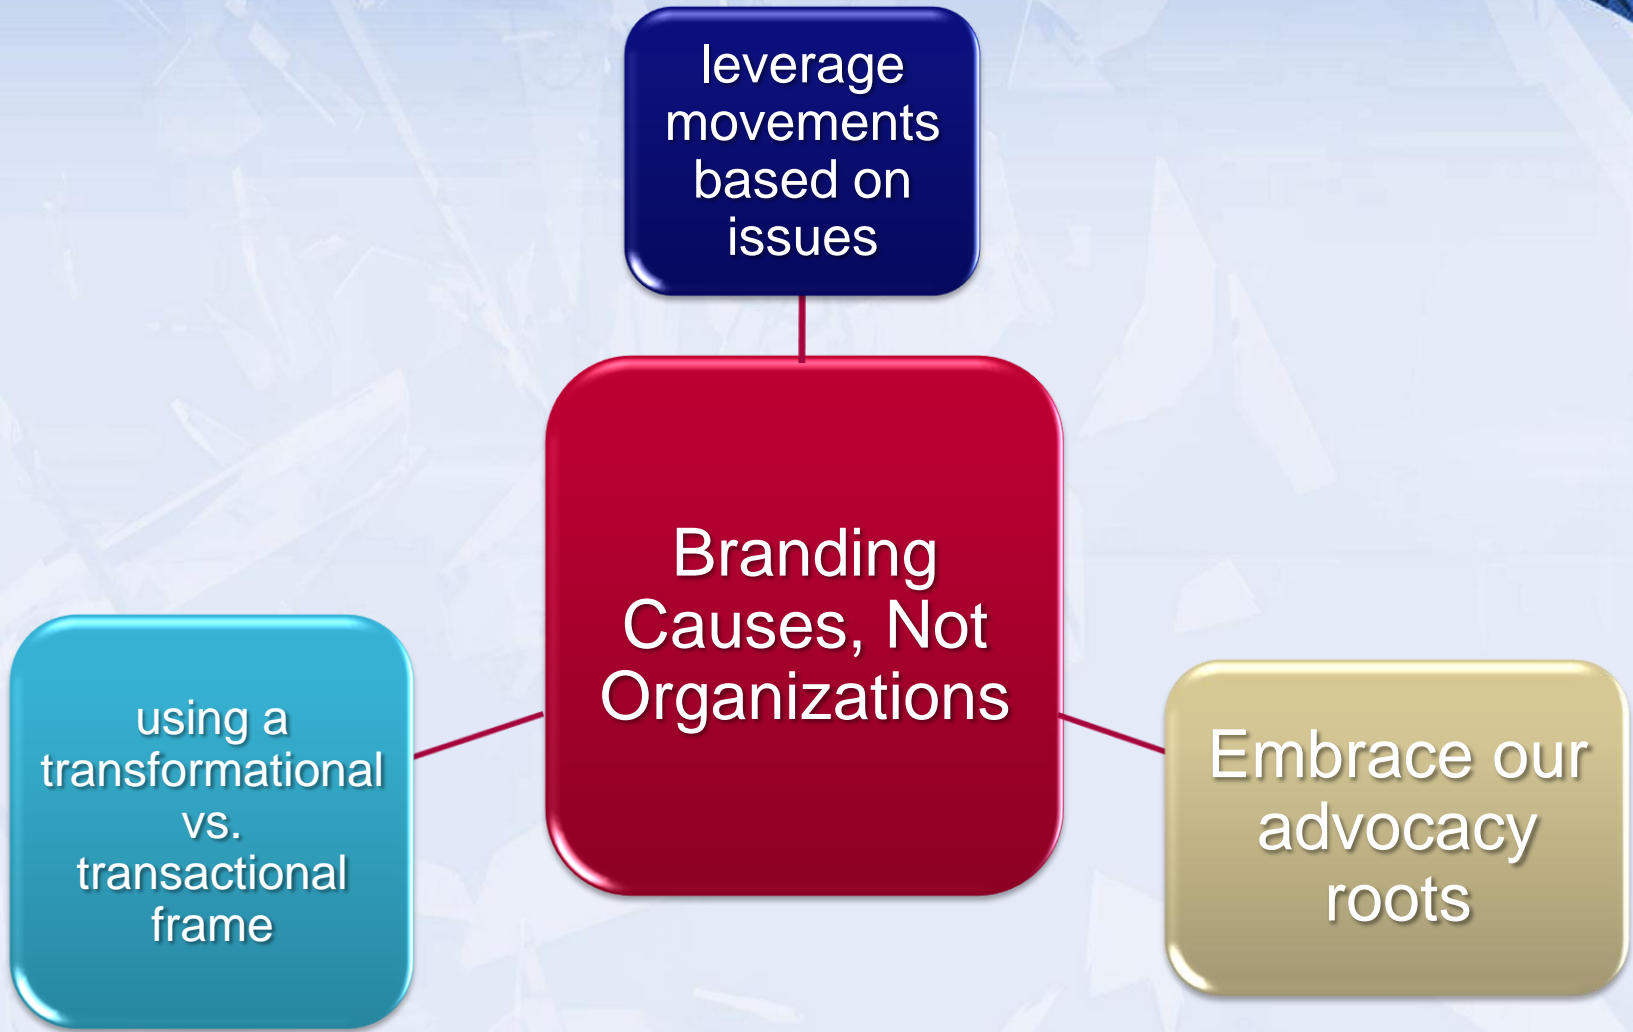 leverage
movements
based on
issues
Branding
Causes, Not
Organizations
using a
transformational
vs.
transactional
frame
Embrace our
advocacy
roots